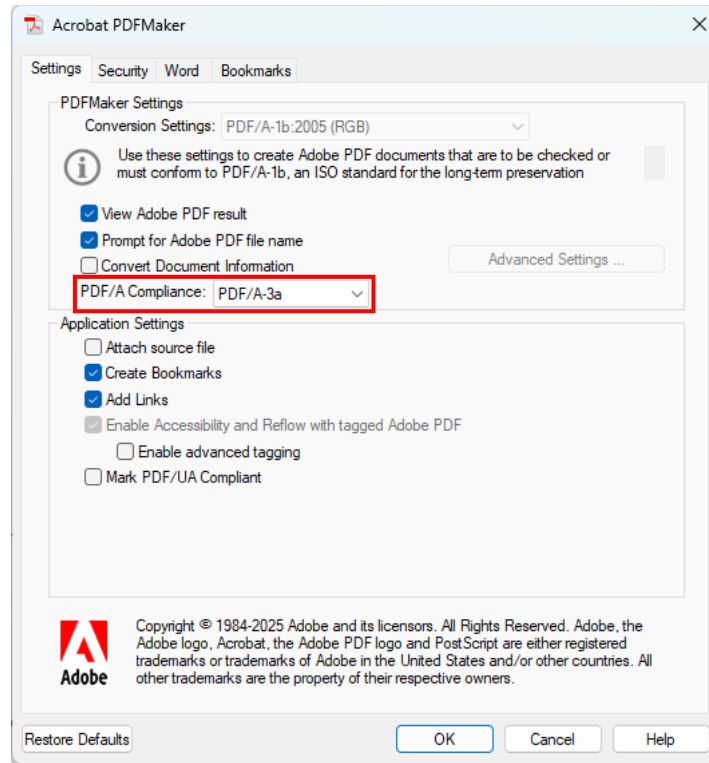 Acrobat PDFMaker
Settings Security Word Bookmarks
PDFMaker Settings
Conversion Settings: PDF/A-1b:2005 (RGB)
Use these settings to create Adobe PDF documents that are to be checked or
must conform to PDF/A-1b, an ISO standard for the long-term preservation
View Adobe PDF result
Prompt for Adobe PDF file name
Convert Document Information
Advanced Settings ...
PDF/A Compliance: PDF/A-3a
Application Settings
Attach source file
Create Bookmarks
Add Links
Enable Accessibility and Reflow with tagged Adobe PDF
Enable advanced tagging
Mark PDF/UA Compliant
Copyright © 1984-2025 Adobe and its licensors. All Rights Reserved. Adobe, the
Adobe logo, Acrobat, the Adobe PDF logo and PostScript are either registered
trademarks or trademarks of Adobe in the United States and/or other countries. All
other trademarks are the property of their respective owners.
Adobe
Restore Defaults OK Cancel Help